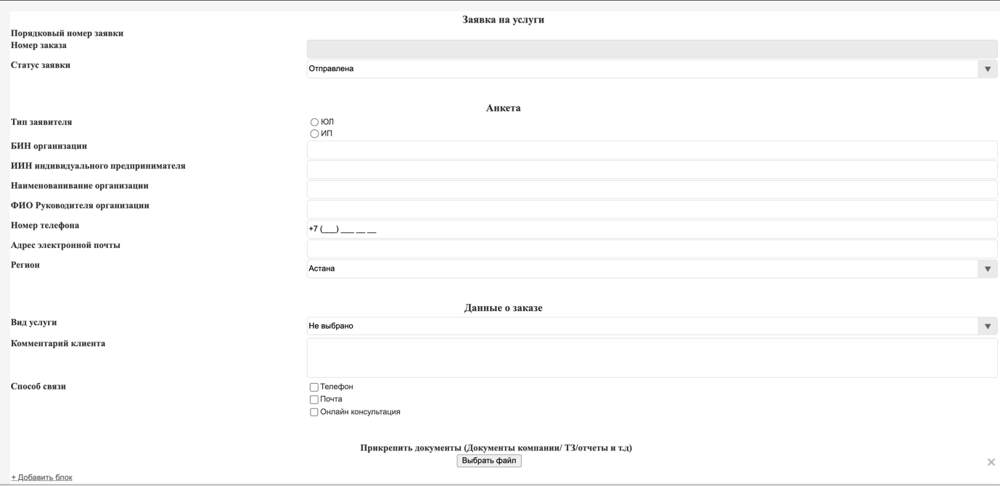 Заявка на услуги
Порядковый номер заявки
Номер заказа
Статус заявки
Отправлена
Анкета
Тип заявителя
ЮЛ
ИП
БИН организации
ИИН индивидуального предпринимателя
Наименованивание организации
ФИО Руководителя организации
Номер телефона
+7 (___) ___ __ __
Адрес электронной почты
Регион
Астана
Данные о заказе
Вид услуги
Не выбрано
Комментарий клиента
Способ связи
Телефон
Почта
Онлайн консультация
Прикрепить документы (Документы компании/ ТЗ/отчеты и т.д)
Выбрать файл
+ Добавить блок